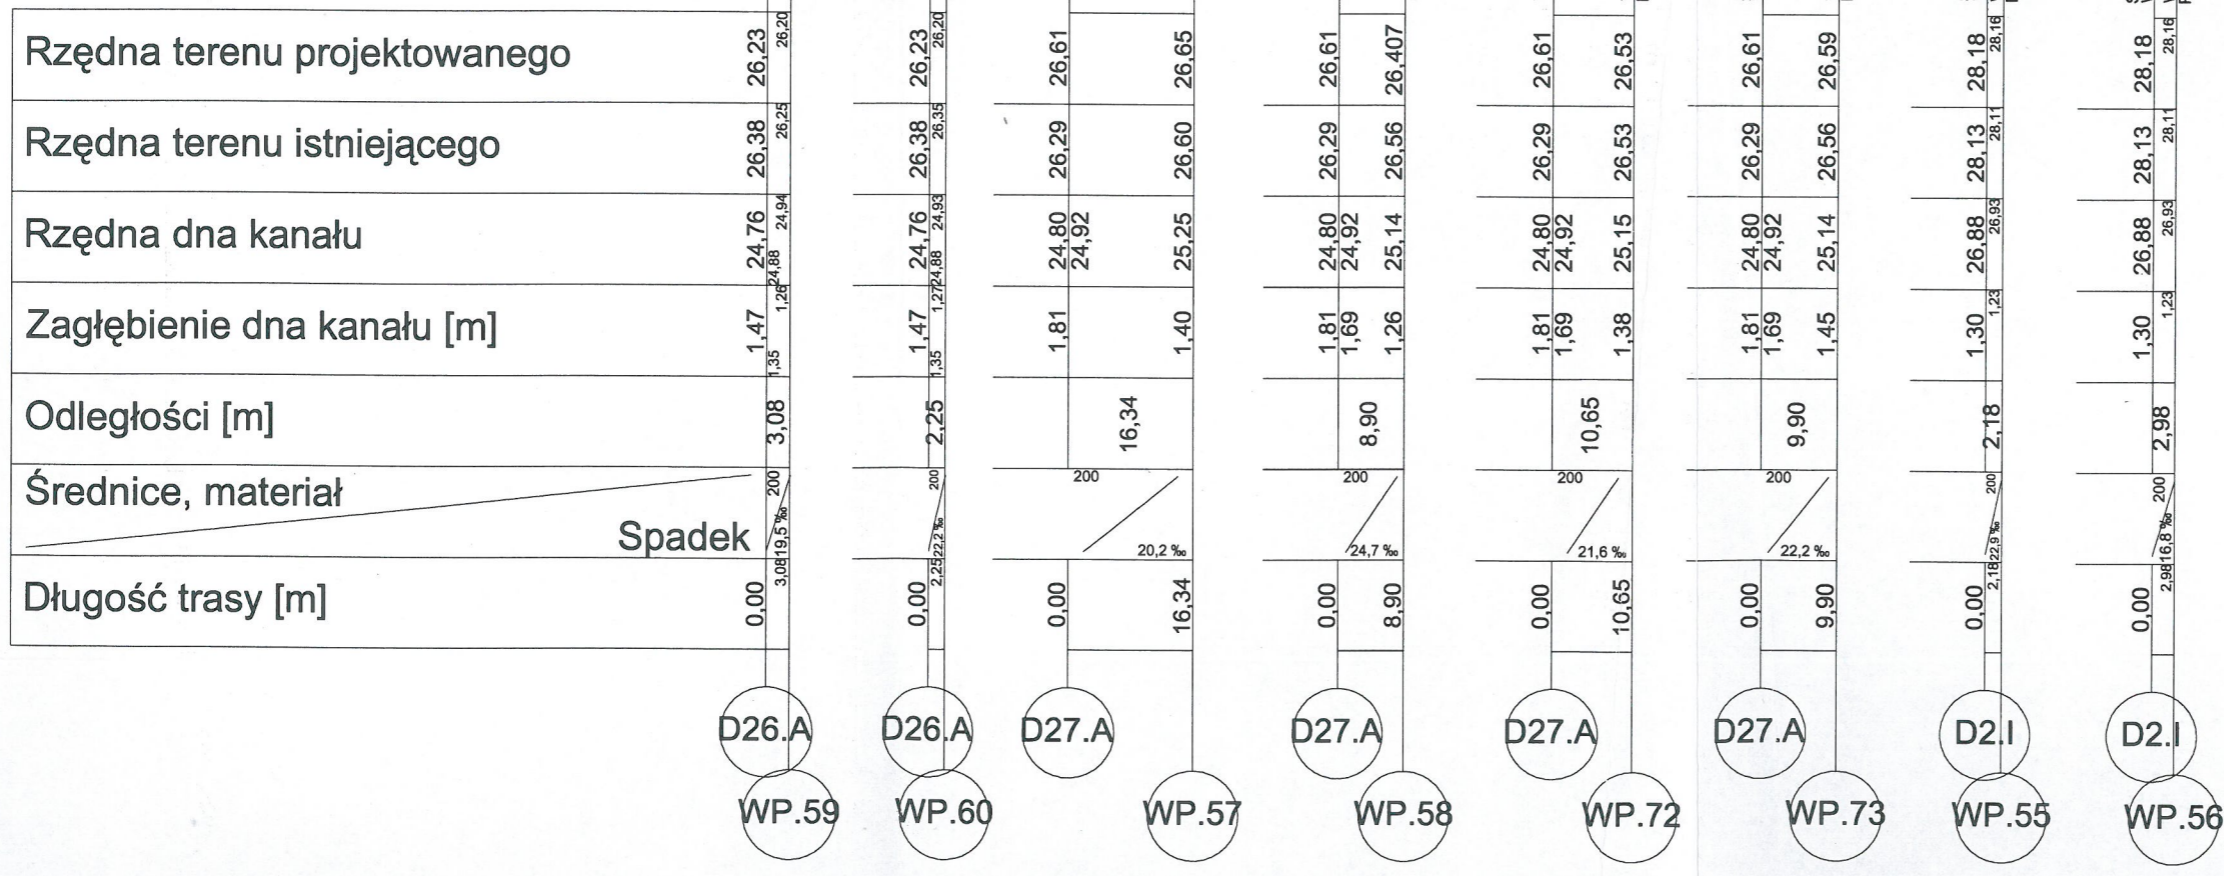 Rzędna terenu projektowanego 26,23 26,20 26,23 26,20 26,61 26,65 26,61 26,407 26,61 26,53 26,61 26,59 28,18 28,16 28,18 28,16
Rzędna terenu istniejącego 26,38 26,25 26,38 26,35 26,29 26,60 26,29 26,56 26,29 26,53 26,29 26,56 28,13 28,11 28,13 28,11
Rzędna dna kanału 24,76 24,88 24,94 24,76 24,88 24,93 24,80 24,92 25,25 24,80 24,92 25,14 24,80 24,92 25,15 24,80 24,92 25,14 26,88 26,93 26,88 26,93
Zagłębienie dna kanału [m] 1,47 1,35 1,26 1,47 1,35 1,27 1,81 1,40 1,81 1,69 1,26 1,81 1,69 1,38 1,81 1,69 1,45 1,30 1,23 1,30 1,23
Odległości [m] 3,08 2,25 16,34 8,90 10,65 9,90 2,18 2,98
Średnice, materiał 200 200 200 200 200 200 200 200
Spadek 19,5 ‰ 22,2 ‰ 20,2 ‰ 24,7 ‰ 21,6 ‰ 22,2 ‰ 22,9 ‰ 16,8 ‰
Długość trasy [m] 0,00 3,08 0,00 2,25 0,00 16,34 0,00 8,90 0,00 10,65 0,00 9,90 0,00 2,18 0,00 2,98
D26.A D26.A D27.A D27.A D27.A D27.A D2.I D2.I
WP.59 WP.60 WP.57 WP.58 WP.72 WP.73 WP.55 WP.56